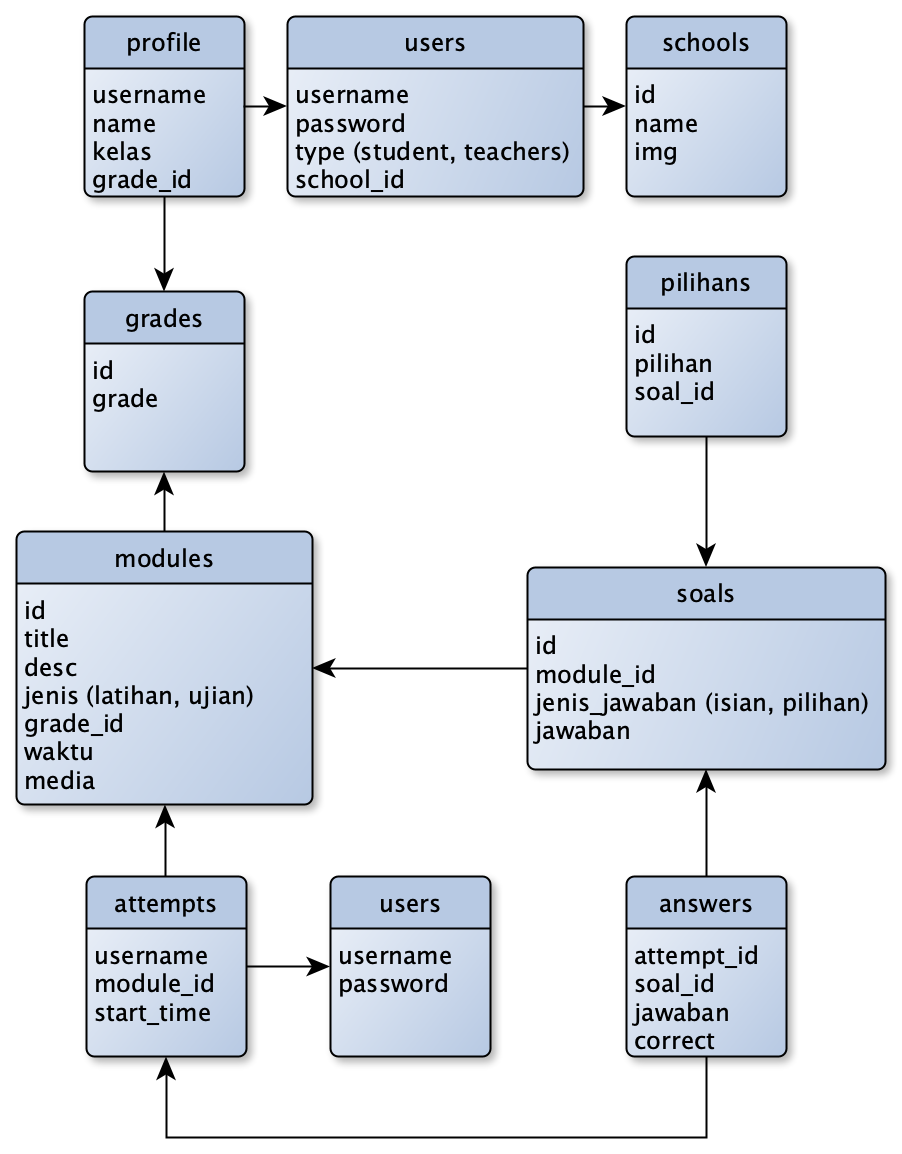 profile
username
name
kelas
grade_id
users
username
password
type (student, teachers)
school_id
schools
id
name
img
grades
id
grade
pilihans
id
pilihan
soal_id
modules
id
title
desc
jenis (latihan, ujian)
grade_id
waktu
media
soals
id
module_id
jenis_jawaban (isian, pilihan)
jawaban
attempts
username
module_id
start_time
users
username
password
answers
attempt_id
soal_id
jawaban
correct